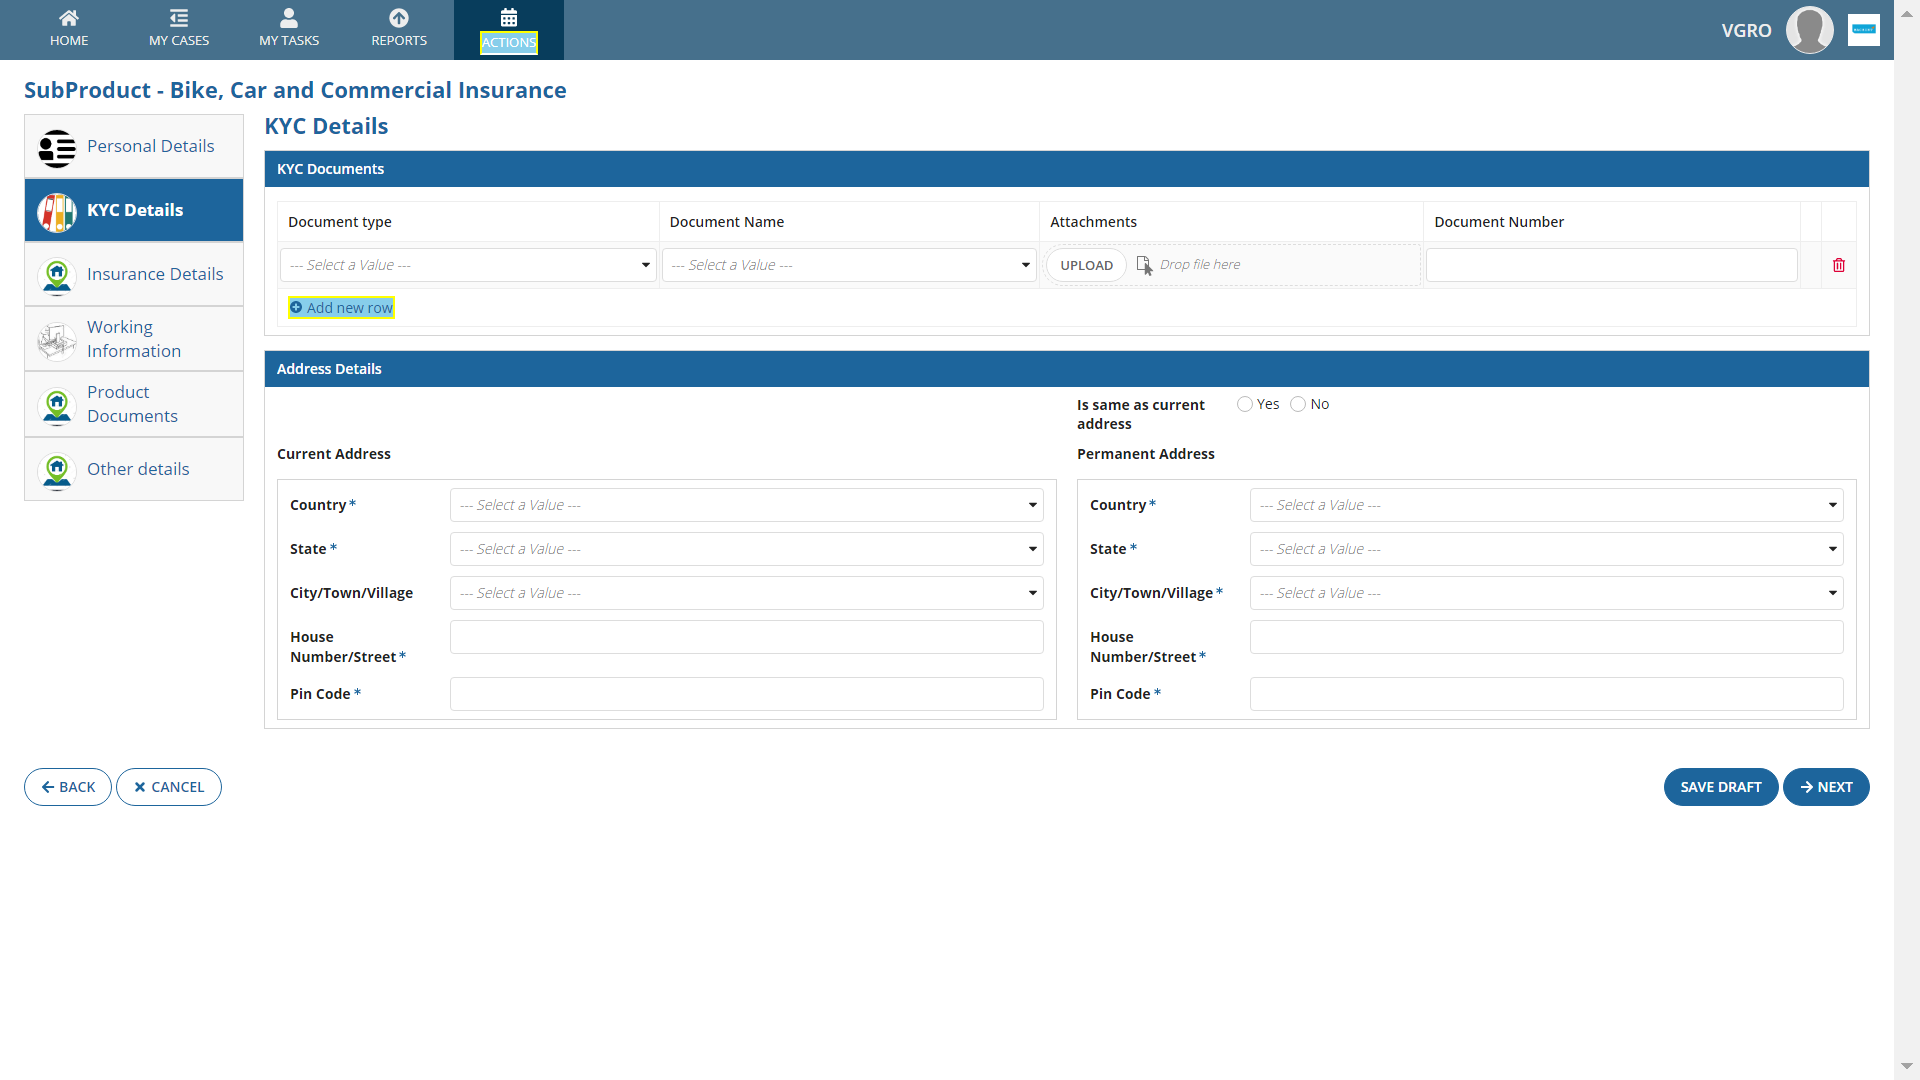 HOME
MY CASES
MY TASKS
REPORTS
ACTIONS
VGRO
SubProduct - Bike, Car and Commercial Insurance
Personal Details
KYC Details
Insurance Details
Working
Information
Product
Documents
Other details
KYC Details
KYC Documents
Document type
Document Name
Attachments
Document Number
--- Select a Value ---
--- Select a Value ---
UPLOAD
Drop file here
Add new row
Address Details
Is same as current
address
Yes
No
Current Address
Country*
--- Select a Value ---
State*
--- Select a Value ---
City/Town/Village
--- Select a Value ---
House
Number/Street*
Pin Code*
Permanent Address
Country*
--- Select a Value ---
State*
--- Select a Value ---
City/Town/Village*
--- Select a Value ---
House
Number/Street*
Pin Code*
BACK
CANCEL
SAVE DRAFT
NEXT